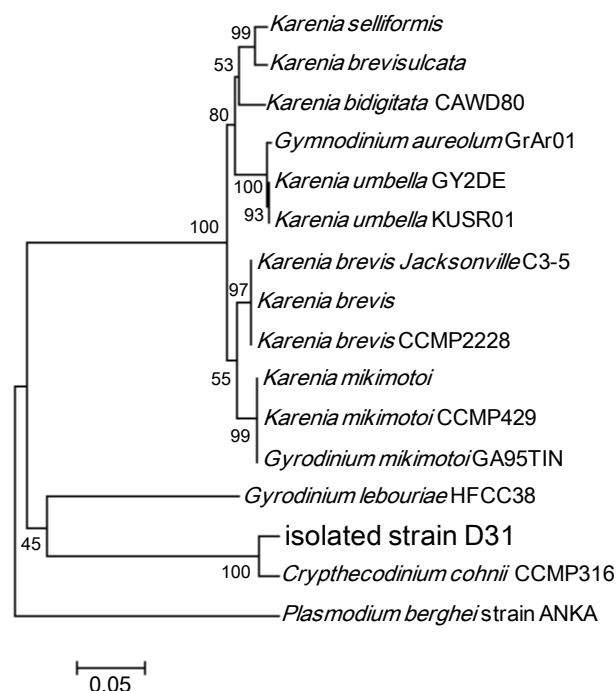 99
Karenia selliformis
53
Karenia brevisulcata
Karenia bidigitata CAWD80
80
Gymnodinium aureolum GrAr01
100
Karenia umbella GY2DE
93
Karenia umbella KUSR01
100
Karenia brevis Jacksonville C3-5
97
Karenia brevis
Karenia brevis CCMP2228
55
Karenia mikimotoi
Karenia mikimotoi CCMP429
99
Gyrodinium mikimotoi GA95TIN
Gyrodinium lebouriae HFCC38
45
isolated strain D31
100
Crypthecodinium cohnii CCMP316
Plasmodium berghei strain ANKA
0.05